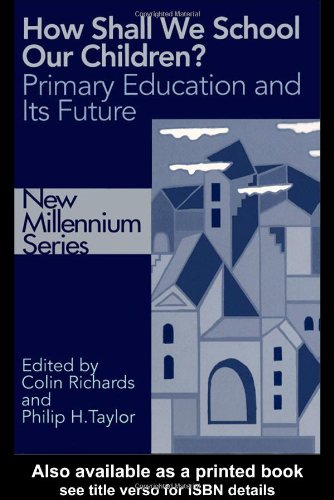 How Shall We School
Our Children?
Primary Education and
Its Future
New
Millennium
Series
Edited by
Colin Richards
and
Philip H. Taylor
Also available as a printed book
see title verso for ISBN details